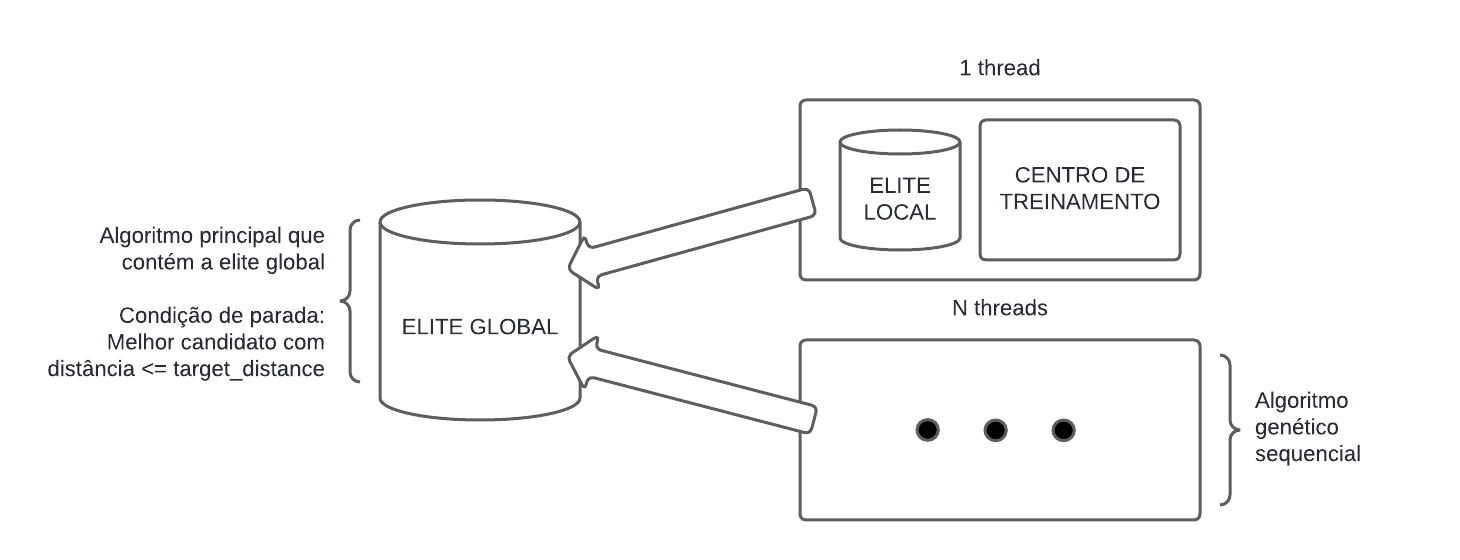 1 thread
ELITE
LOCAL
CENTRO DE
TREINAMENTO
Algoritmo principal que
contém a elite global
Condição de parada:
Melhor candidato com
distância <= target_distance
ELITE GLOBAL
N threads
Algoritmo
genético
sequencial